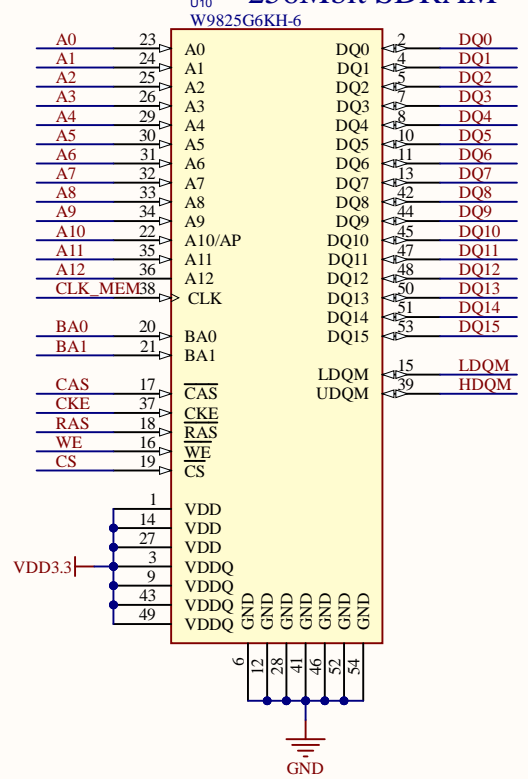 U10 256Mbit SDRAM
W9825G6KH-6
A0 23 A0 DQ0 2 DQ0
A1 24 A1 DQ1 4 DQ1
A2 25 A2 DQ2 5 DQ2
A3 26 A3 DQ3 7 DQ3
A4 29 A4 DQ4 8 DQ4
A5 30 A5 DQ5 10 DQ5
A6 31 A6 DQ6 11 DQ6
A7 32 A7 DQ7 13 DQ7
A8 33 A8 DQ8 42 DQ8
A9 34 A9 DQ9 44 DQ9
A10 22 A10/AP DQ10 45 DQ10
A11 35 A11 DQ11 47 DQ11
A12 36 A12 DQ12 48 DQ12
CLK_MEM 38 CLK DQ13 50 DQ13
DQ14 51 DQ14
BA0 20 BA0 DQ15 53 DQ15
BA1 21 BA1
LDQM 15 LDQM
CAS 17 CAS UDQM 39 HDQM
CKE 37 CKE
RAS 18 RAS
WE 16 WE
CS 19 CS
1 VDD
14 VDD
27 VDD
VDD3.3 3 VDDQ
9 VDDQ
43 VDDQ
49 VDDQ
GND GND GND GND GND GND GND
6 12 28 41 46 52 54
GND